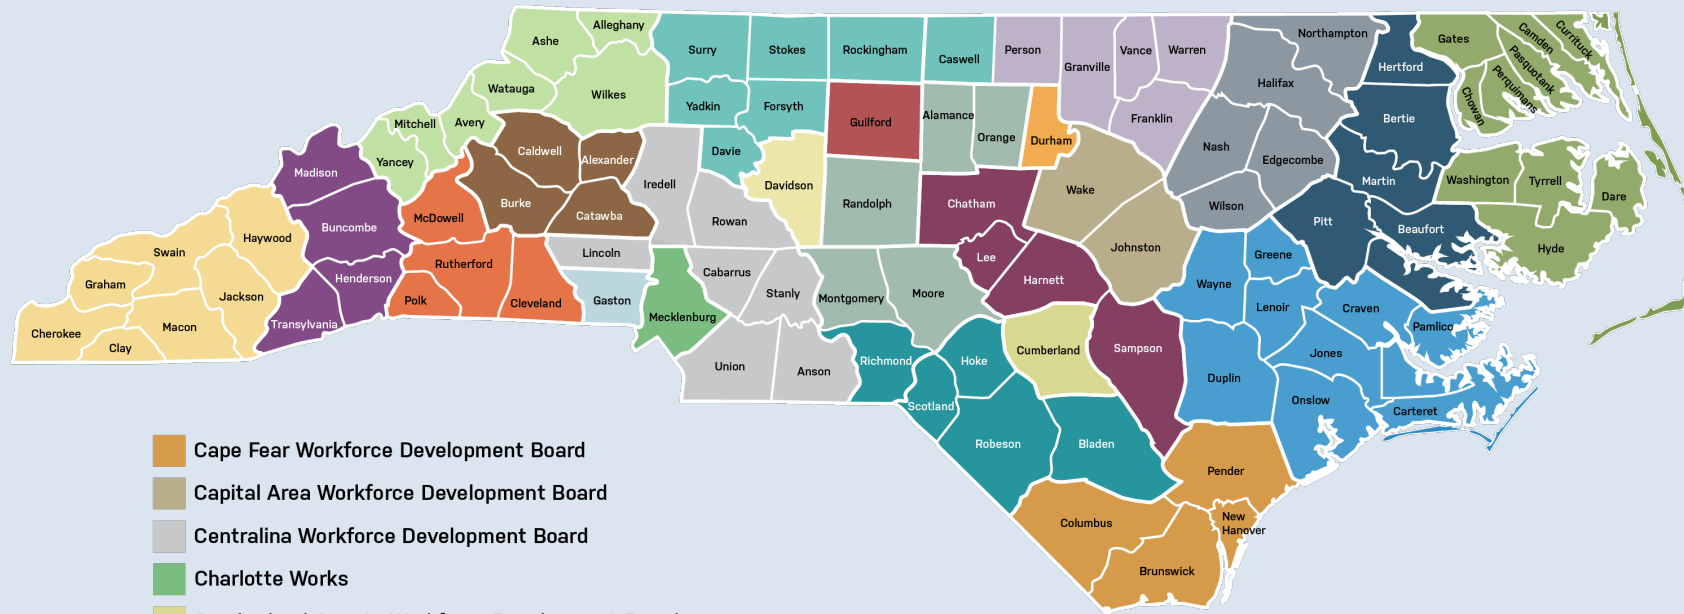 Alleghany
Ashe
Surry
Stokes
Rockingham
Caswell
Person
Granville
Vance
Warren
Northampton
Hertford
Gates
Camden
Currituck
Pasquotank
Perquimans
Chowan
Halifax
Watauga
Wilkes
Yadkin
Forsyth
Guilford
Alamance
Orange
Durham
Franklin
Bertie
Mitchell
Avery
Yancey
Caldwell
Alexander
Davie
Nash
Edgecombe
Madison
Iredell
Davidson
Wake
Martin
Washington
Tyrrell
Dare
McDowell
Burke
Catawba
Rowan
Randolph
Chatham
Wilson
Buncombe
Pitt
Beaufort
Haywood
Swain
Johnston
Hyde
Rutherford
Lincoln
Lee
Greene
Graham
Henderson
Cabarrus
Harnett
Wayne
Jackson
Polk
Cleveland
Gaston
Stanly
Montgomery
Moore
Lenoir
Craven
Cherokee
Macon
Transylvania
Mecklenburg
Pamlico
Clay
Union
Anson
Richmond
Hoke
Cumberland
Sampson
Jones
Duplin
Scotland
Onslow
Carteret
Robeson
Bladen
Pender
Columbus
New
Hanover
Brunswick
Cape Fear Workforce Development Board
Capital Area Workforce Development Board
Centralina Workforce Development Board
Charlotte Works